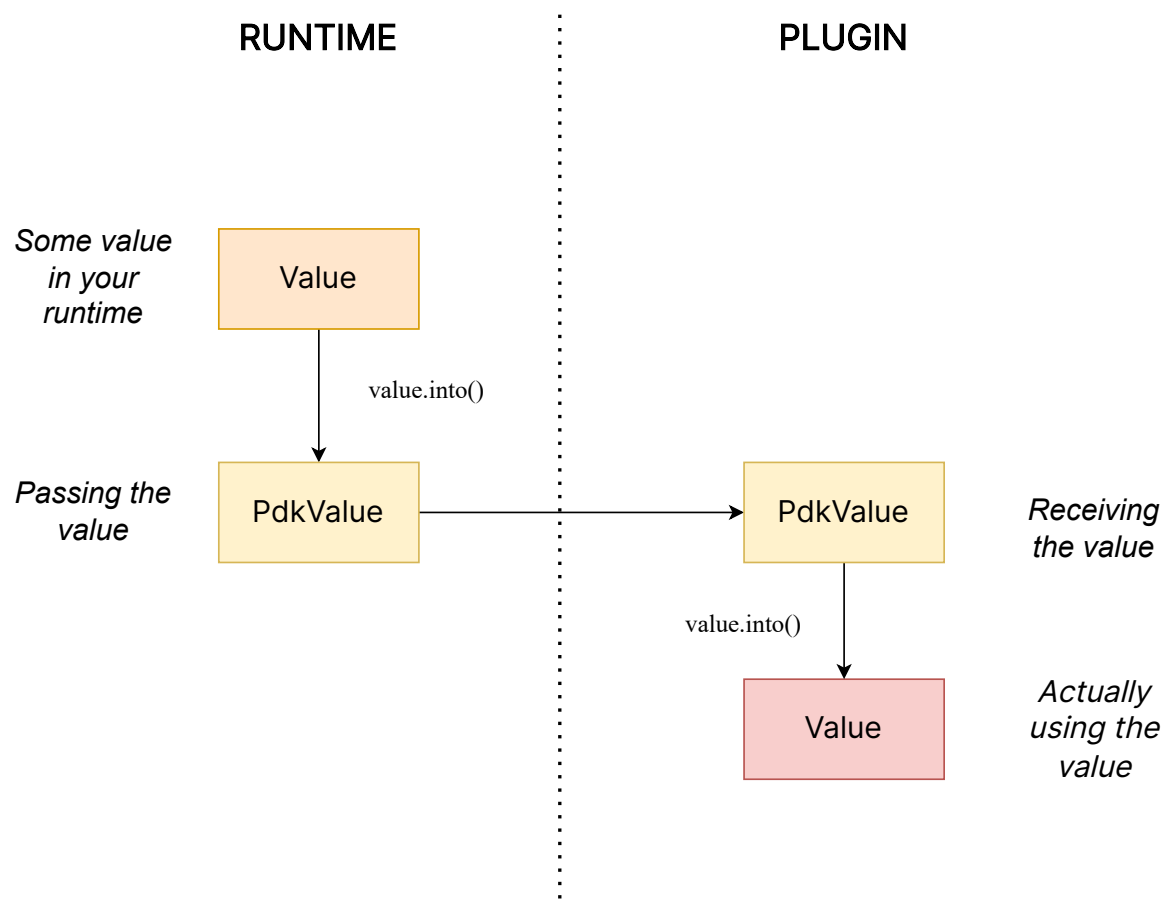 RUNTIME
PLUGIN
Some value
in your
runtime
Value
value.into()
Passing the
value
PdkValue
PdkValue
Receiving
the value
value.into()
Value
Actually
using the
value